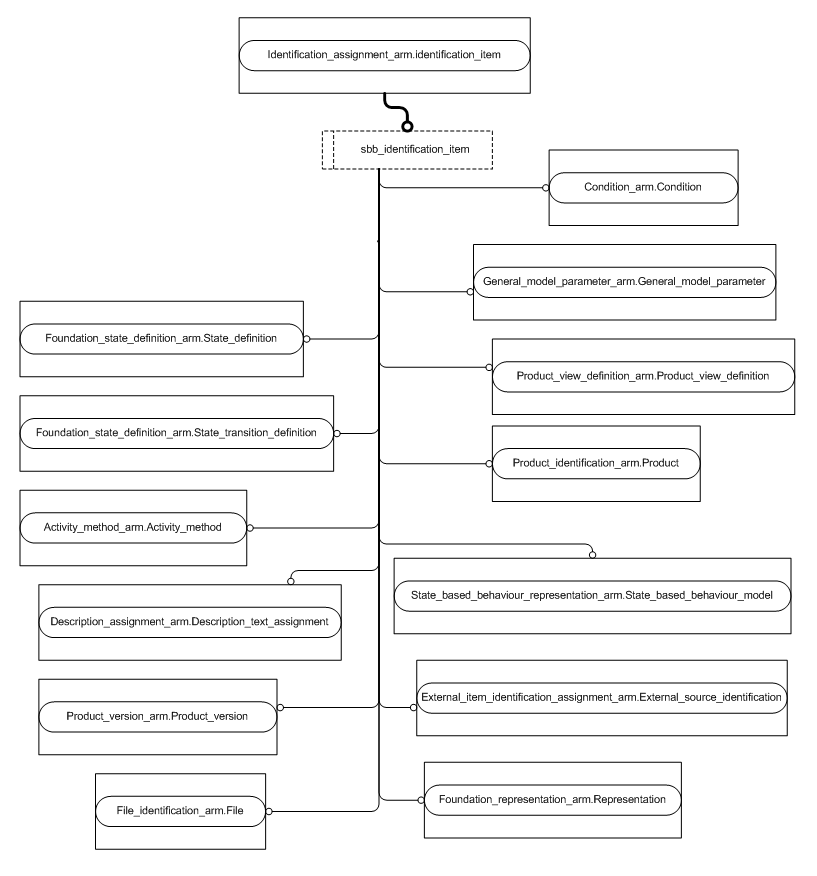 Identification_assignment_arm.identification_item
sbb_identification_item
Condition_arm.Condition
General_model_parameter_arm.General_model_parameter
Foundation_state_definition_arm.State_definition
Product_view_definition_arm.Product_view_definition
Foundation_state_definition_arm.State_transition_definition
Product_identification_arm.Product
Activity_method_arm.Activity_method
State_based_behaviour_representation_arm.State_based_behaviour_model
Description_assignment_arm.Description_text_assignment
External_item_identification_assignment_arm.External_source_identification
Product_version_arm.Product_version
Foundation_representation_arm.Representation
File_identification_arm.File